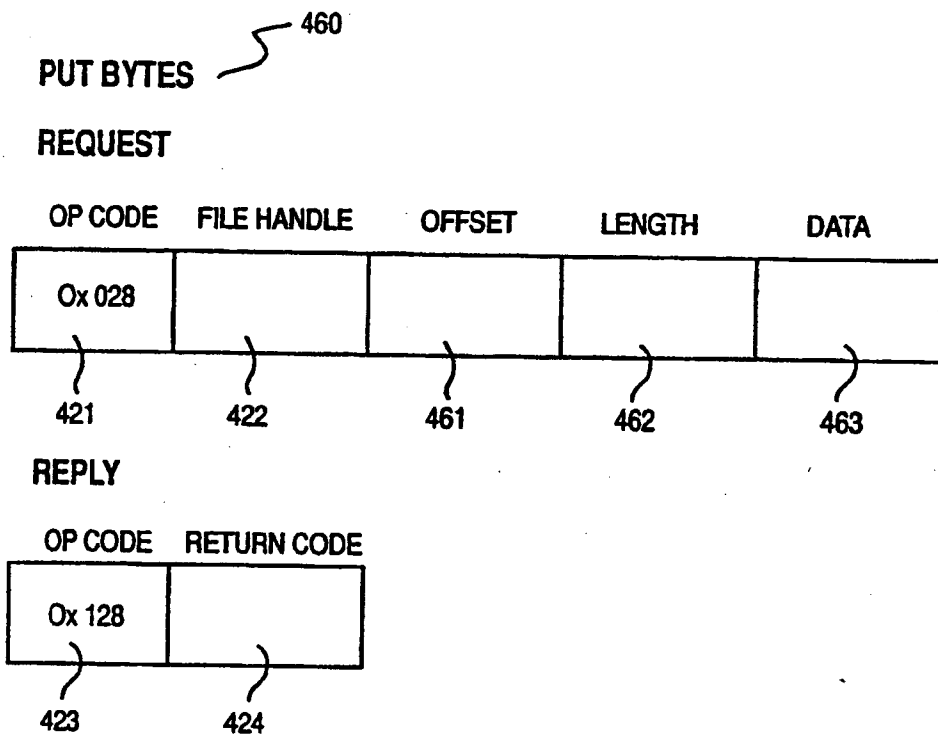 460
PUT BYTES
REQUEST
OP CODE FILE HANDLE OFFSET LENGTH DATA
Ox 028
421 422 461 462 463
REPLY
OP CODE RETURN CODE
Ox 128
423 424